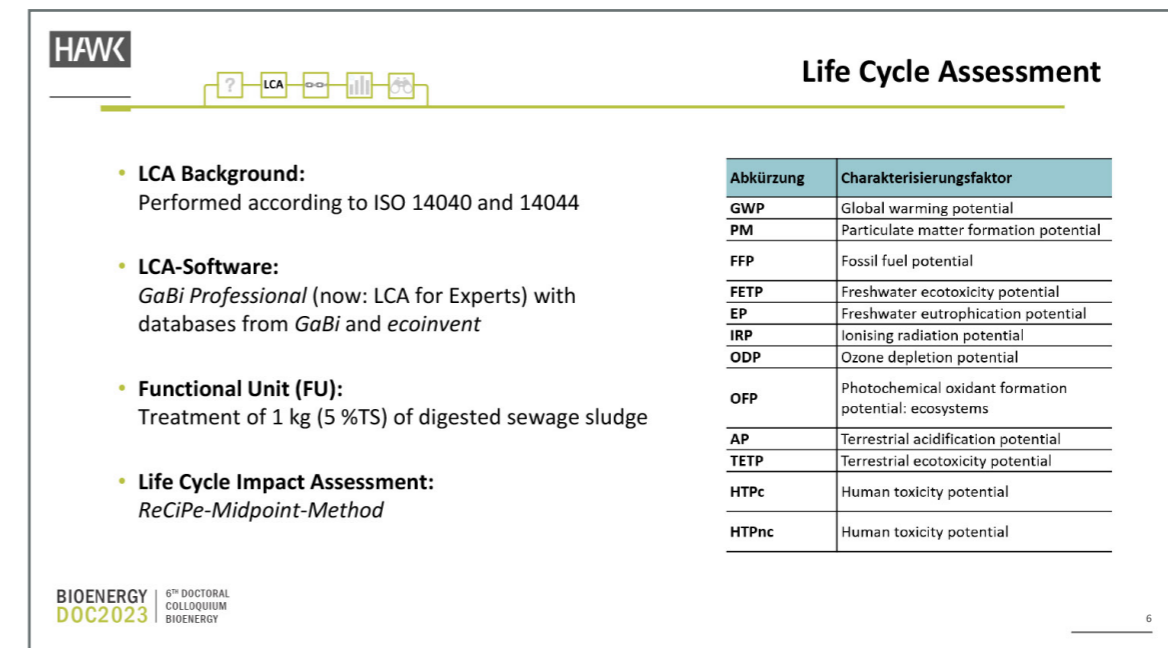 HAWK
? LCA
Life Cycle Assessment
• LCA Background:
Performed according to ISO 14040 and 14044
• LCA-Software:
GaBi Professional (now: LCA for Experts) with
databases from GaBi and ecoinvent
• Functional Unit (FU):
Treatment of 1 kg (5 %TS) of digested sewage sludge
• Life Cycle Impact Assessment:
ReCiPe-Midpoint-Method
Abkürzung Charakterisierungsfaktor
GWP Global warming potential
PM Particulate matter formation potential
FFP Fossil fuel potential
FETP Freshwater ecotoxicity potential
EP Freshwater eutrophication potential
IRP Ionising radiation potential
ODP Ozone depletion potential
OFP Photochemical oxidant formation
potential: ecosystems
AP Terrestrial acidification potential
TETP Terrestrial ecotoxicity potential
HTPc Human toxicity potential
HTPnc Human toxicity potential
BIOENERGY
DOC2023
6TH DOCTORAL
COLLOQUIUM
BIOENERGY
6